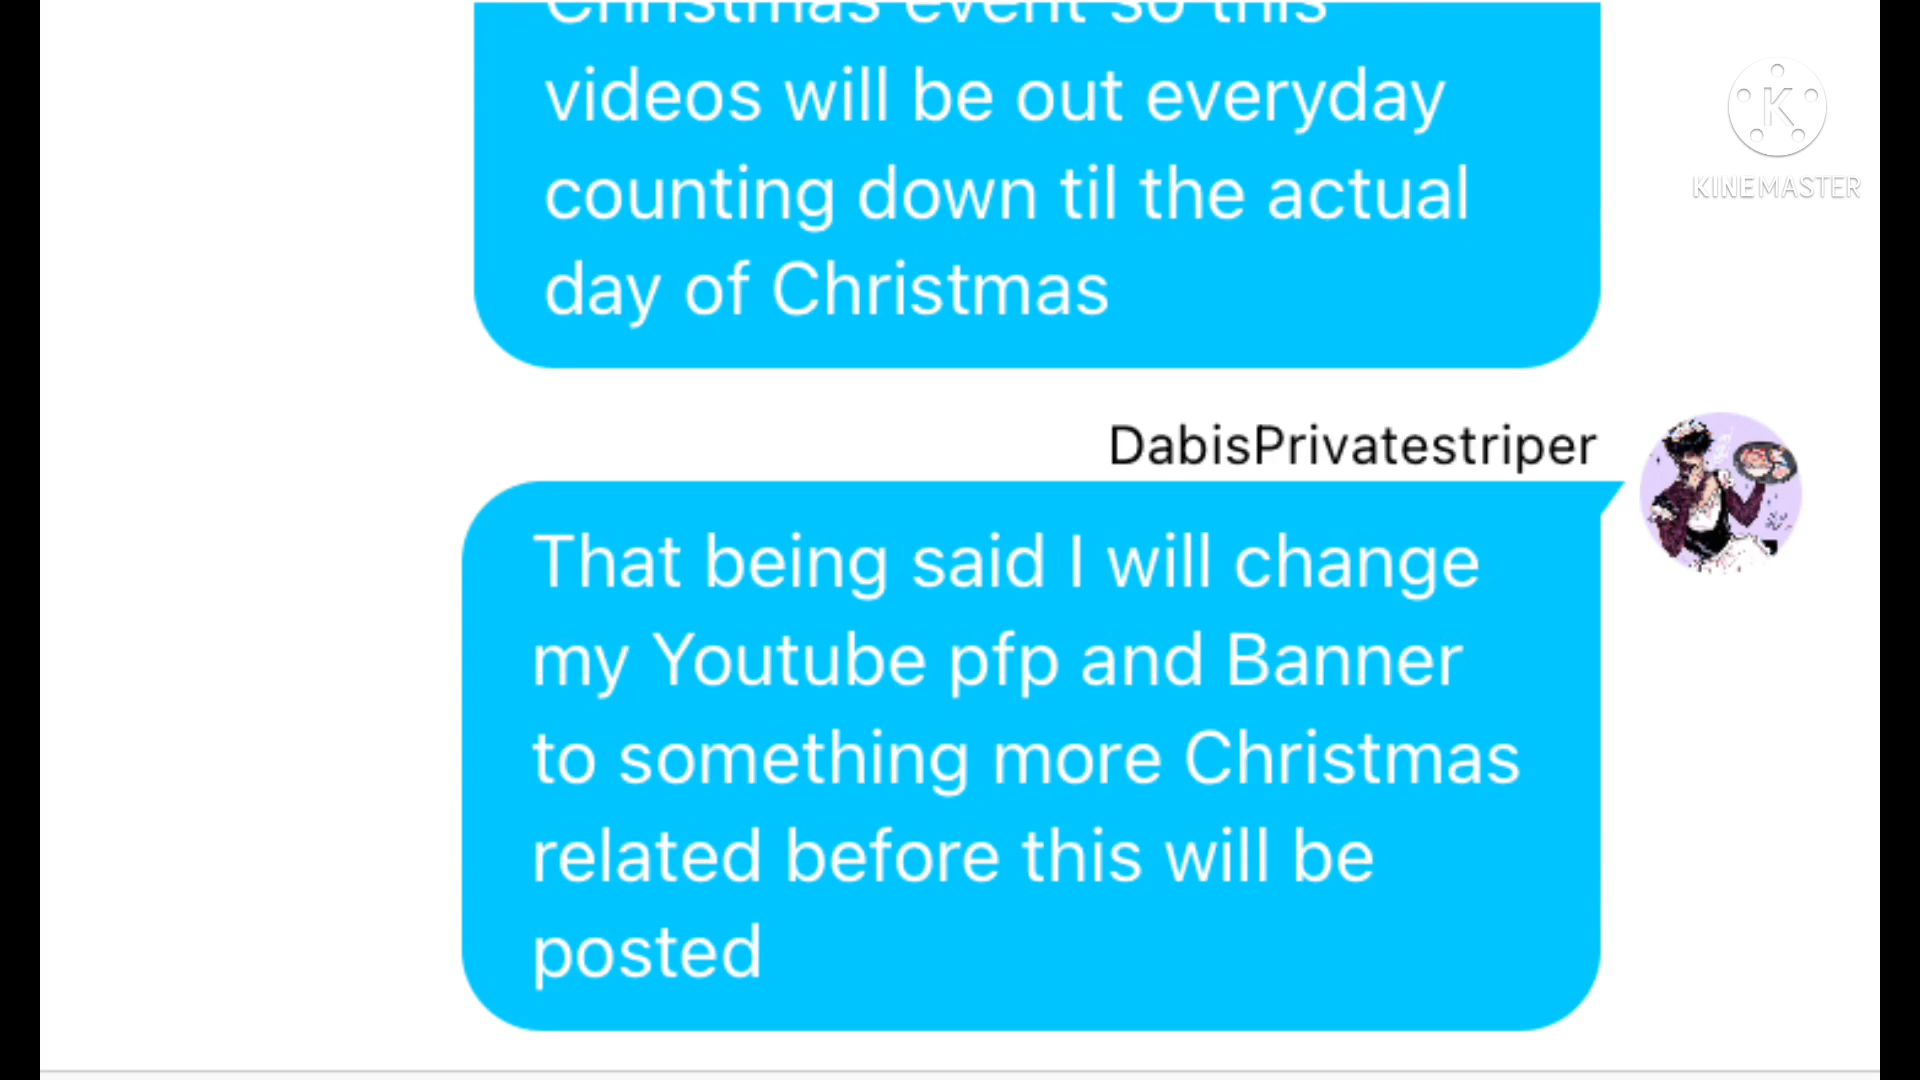 Christmas event so this
videos will be out everyday
counting down til the actual
day of Christmas
KINEMASTER
DabisPrivatestriper
That being said I will change
my Youtube pfp and Banner
to something more Christmas
related before this will be
posted